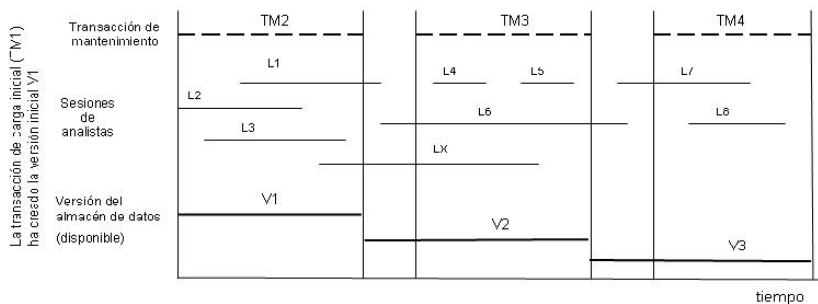 La transacción de carga inicial (TM1)
ha creado la versión inicial V1
Transacción de
mantenimiento
TM2
TM3
TM4
Sesiones
de
analistas
L1
L2
L3
L4
L5
L6
L7
L8
LX
Versión del
almacén de datos
(disponible)
V1
V2
V3
tiempo